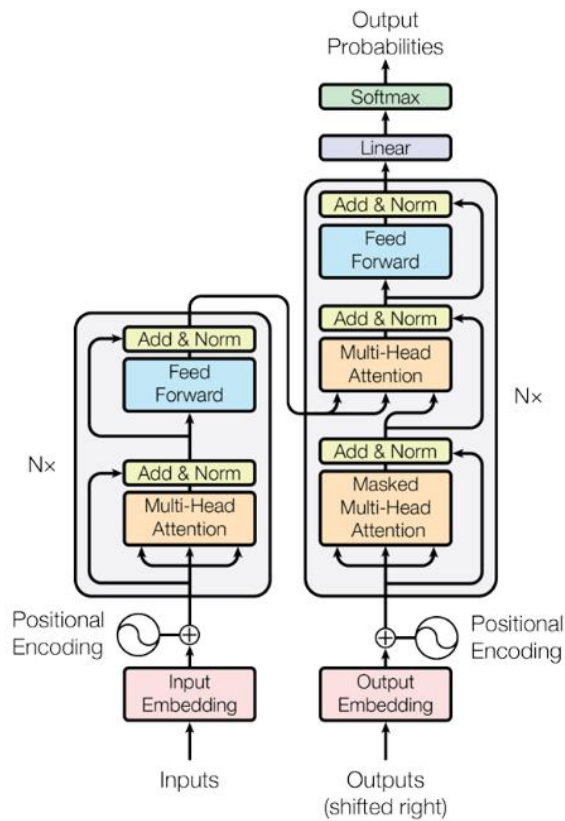 Output
Probabilities
Softmax
Linear
Add & Norm
Feed
Forward
Add & Norm
Multi-Head
Attention
Add & Norm
Masked
Multi-Head
Attention
N×
Add & Norm
Feed
Forward
Add & Norm
Multi-Head
Attention
N×
Positional
Encoding
Positional
Encoding
Input
Embedding
Output
Embedding
Inputs
Outputs
(shifted right)